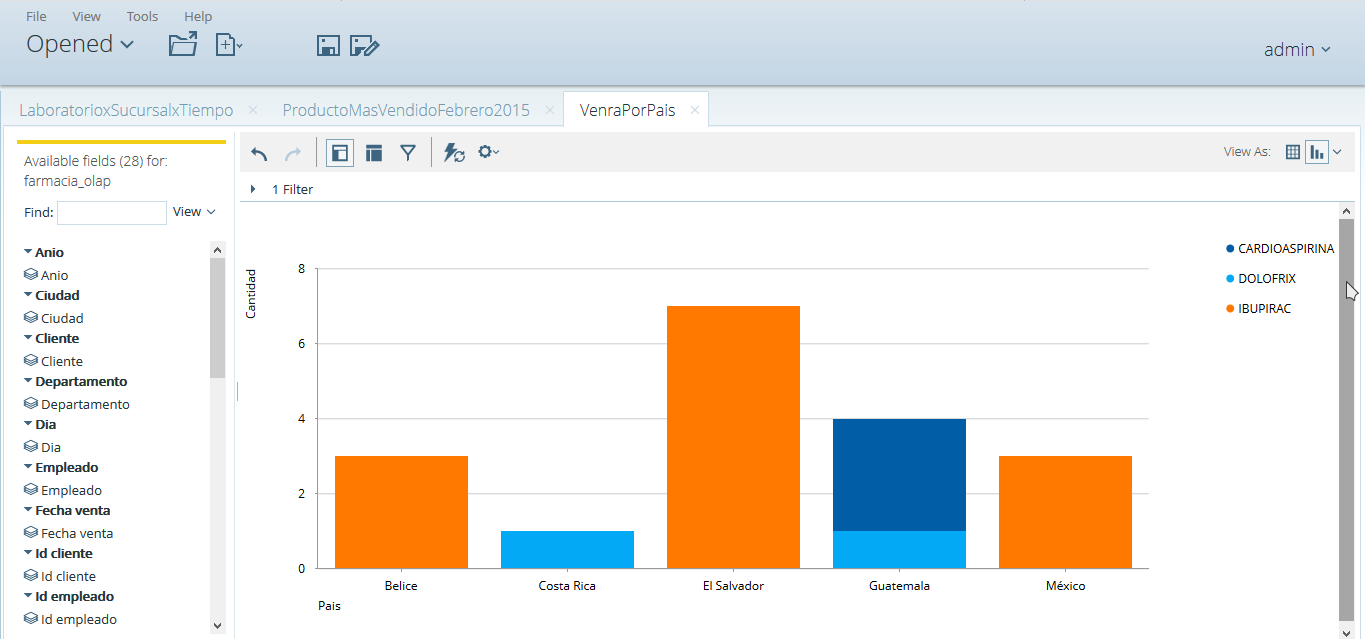 File View Tools Help
Opened
admin
LaboratorioxSucursalxTiempo × ProductoMasVendidoFebrero2015 × VenraPorPais ×
Available fields (28) for:
farmacia_olap
Find: View
Anio
Anio
Ciudad
Ciudad
Cliente
Cliente
Departamento
Departamento
Dia
Dia
Empleado
Empleado
Fecha venta
Fecha venta
Id cliente
Id cliente
Id empleado
Id empleado
View As:
1 Filter
Cantidad
8
6
4
2
0
Belice Costa Rica El Salvador Guatemala México
Pais
CARDIOASPIRINA
DOLOFRIX
IBUPIRAC